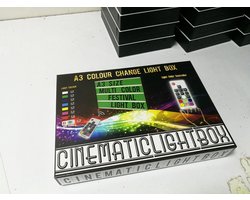 A3 COLOUR CHANGE LIGHT BOX
A3 SIZE
MULTI COLOR
FESTIVAL
LIGHT BOX
CINEMATICLIGHTBOX
CINEMATICLIGHTBOX